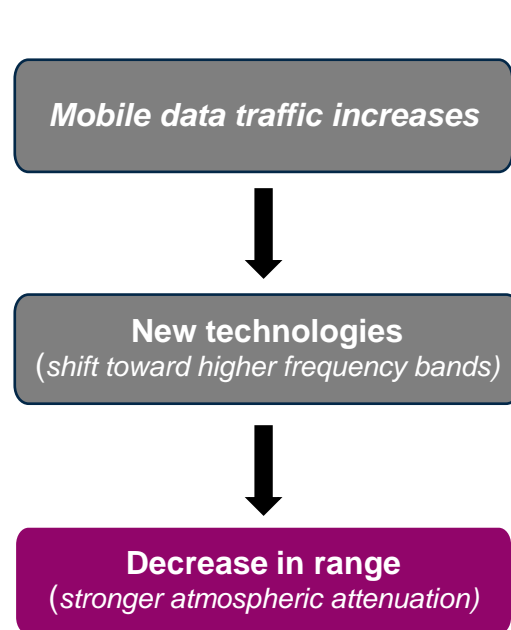 Mobile data traffic increases
New technologies
(shift toward higher frequency bands)
Decrease in range
(stronger atmospheric attenuation)